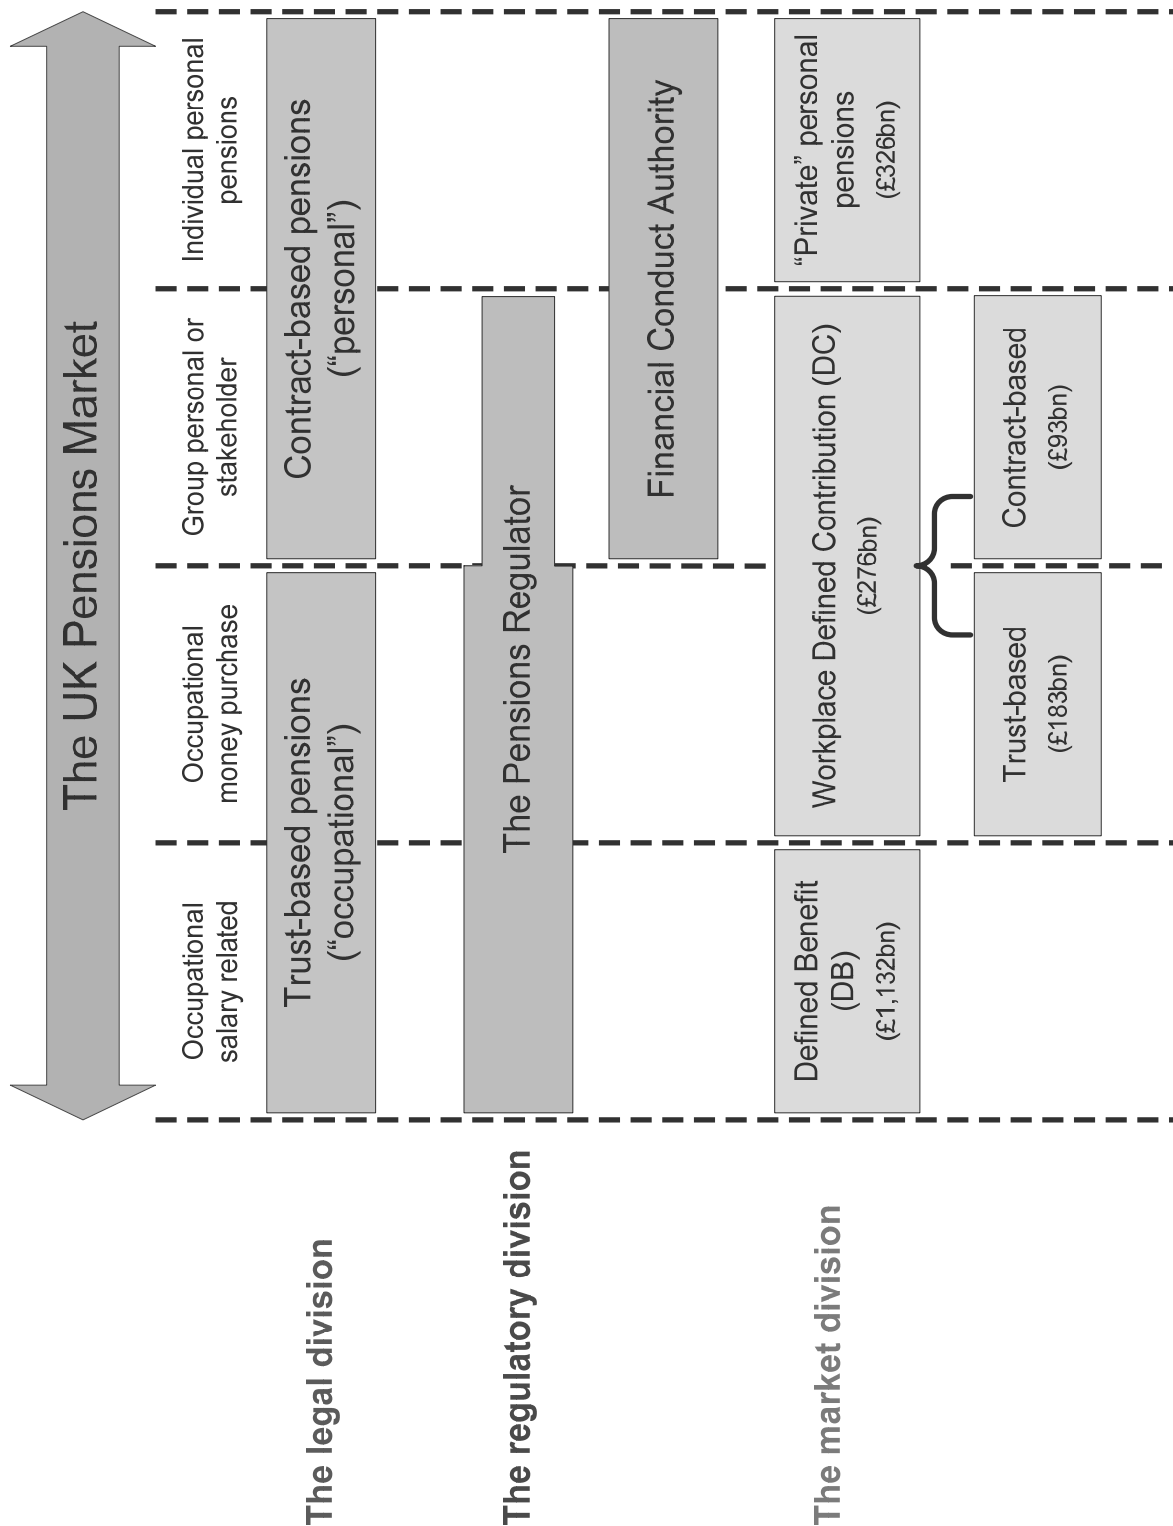 The UK Pensions Market
Occupational
salary related
Occupational
money purchase
Group personal or
stakeholder
Individual personal
pensions
The legal division
Trust-based pensions
(“occupational”)
Contract-based pensions
(“personal”)
The regulatory division
The Pensions Regulator
Financial Conduct Authority
The market division
Defined Benefit
(DB)
(£1,132bn)
Workplace Defined Contribution (DC)
(£276bn)
“Private” personal
pensions
(£326bn)
Trust-based
(£183bn)
Contract-based
(£93bn)